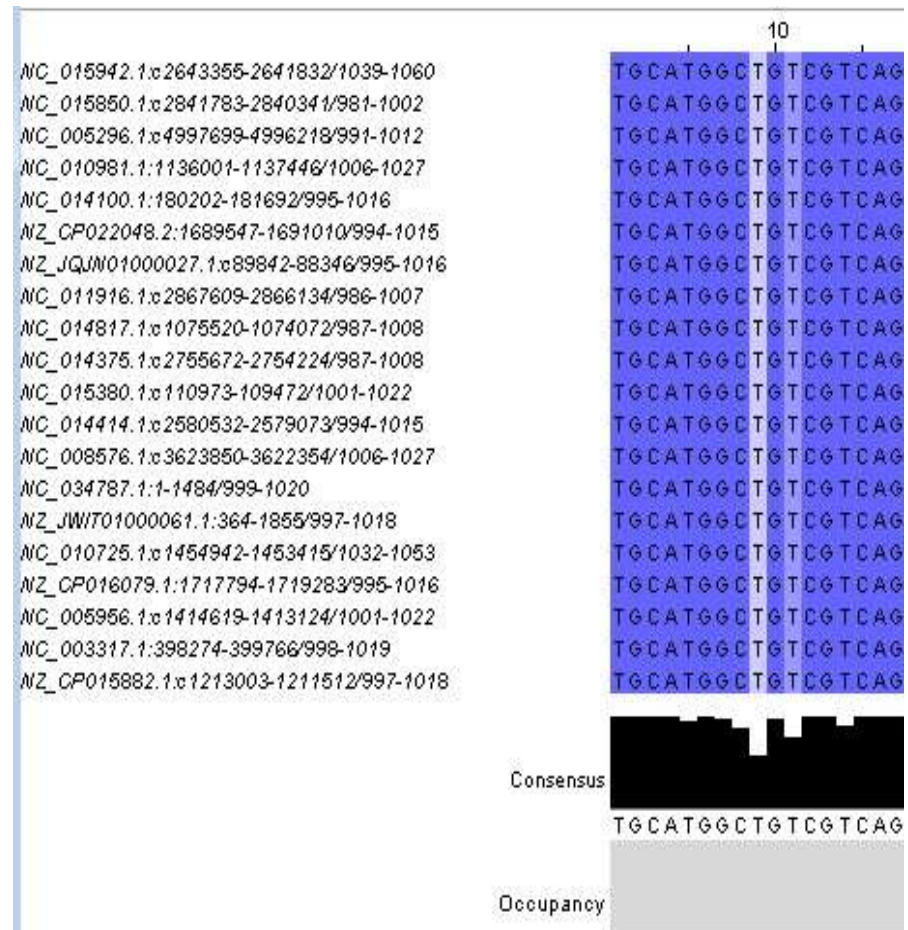 10
NC_015942.1:c2643355-2641832/1039-1060 TGCATGGCTGTCGTCAG
NC_015850.1:c2841783-2840341/981-1002 TGCATGGCTGTCGTCAG
NC_005296.1:c4997699-4996218/991-1012 TGCATGGCTGTCGTCAG
NC_010981.1:1136001-1137446/1006-1027 TGCATGGCTGTCGTCAG
NC_014100.1:180202-181692/995-1016 TGCATGGCTGTCGTCAG
NZ_CP022048.2:1689547-1691010/994-1015 TGCATGGCTGTCGTCAG
NZ_JQJN01000027.1:c89842-88346/995-1016 TGCATGGCTGTCGTCAG
NC_011916.1:c2867609-2866134/986-1007 TGCATGGCTGTCGTCAG
NC_014817.1:c1075520-1074072/987-1008 TGCATGGCTGTCGTCAG
NC_014375.1:c2755672-2754224/987-1008 TGCATGGCTGTCGTCAG
NC_015380.1:c110973-109472/1001-1022 TGCATGGCTGTCGTCAG
NC_014414.1:c2580532-2579073/994-1015 TGCATGGCTGTCGTCAG
NC_008576.1:c3623850-3622354/1006-1027 TGCATGGCTGTCGTCAG
NC_034787.1:1-1484/999-1020 TGCATGGCTGTCGTCAG
NZ_JWIT01000061.1:364-1855/997-1018 TGCATGGCTGTCGTCAG
NC_010725.1:c1454942-1453415/1032-1053 TGCATGGCTGTCGTCAG
NZ_CP016079.1:1717794-1719283/995-1016 TGCATGGCTGTCGTCAG
NC_005956.1:c1414619-1413124/1001-1022 TGCATGGCTGTCGTCAG
NC_003317.1:398274-399766/998-1019 TGCATGGCTGTCGTCAG
NZ_CP015882.1:c1213003-1211512/997-1018 TGCATGGCTGTCGTCAG
Consensus
TGCATGGCTGTCGTCAG
Occupancy